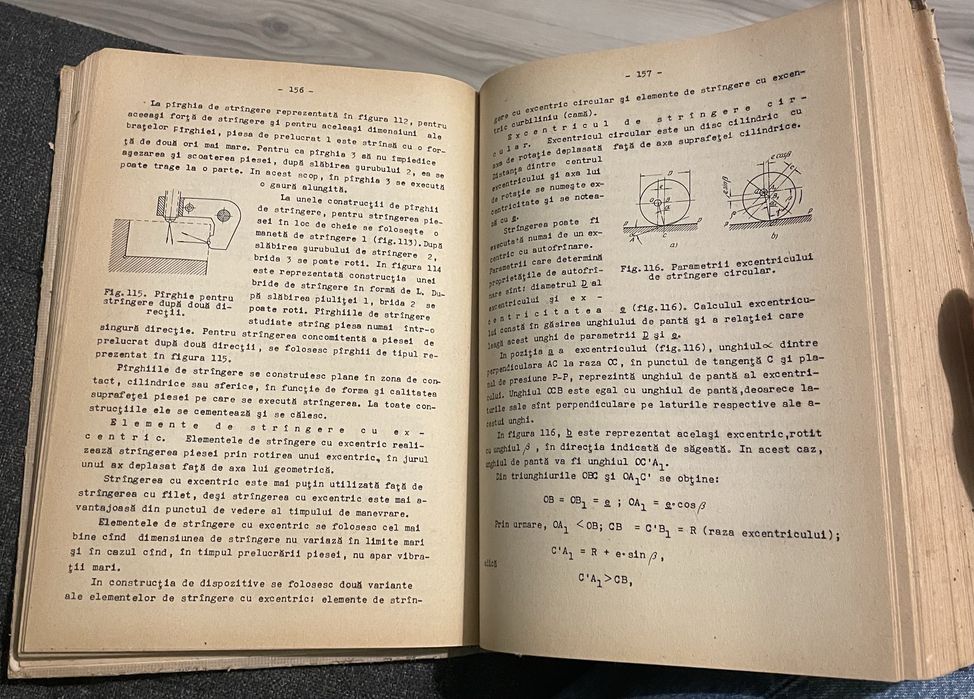 - 156 -
La pîrghia de strîngere reprezentată în figura 112, pentru
aceeaşi forţă de strîngere şi pentru aceleaşi dimensiuni ale
braţelor pîrghiei, piesa de prelucrat 1 este strînsă cu o for-
ţă de două ori mai mare. Pentru ca pîrghia 3 să nu împiedice
aşezarea şi scoaterea piesei, după slăbirea gurubului 2, ea se
poate trage la o parte. În acest scop, în pîrghia 3 se execută
o gaură alungită.
La unele construcţii de pîrghii
de strîngere, pentru strîngerea pie-
sei în loc de cheie se foloseşte o
manetă de strîngere 1 (fig.113).După
slăbirea şurubului de strîngere 2,
brida 3 se poate roti. În figura 114
este reprezentată construcţia unei
bride de strîngere în formă de L. Du-
pă slăbirea piuliţei 1, brida 2 se
poate roti. Pîrghiile de strîngere
studiate strîng piesa numai într-o
Fig.115. Pîrghie pentru
strîngere după două di-
recţii.
singură direcţie. Pentru strîngerea concomitentă a piesei de
prelucrat după două direcţii, se folosesc pîrghii de tipul re-
prezentat în figura 115.
Pîrghiile de strîngere se construiesc plane în zona de con-
tact, cilindrice sau sferice, în funcţie de forma şi calitatea
suprafeţei piesei pe care se execută strîngerea. La toate con-
strucţiile ele se cementează şi se călesc.
E l e m e n t e  d e  s t r î n g e r e  c u  e x -
c e n t r i c. Elementele de strîngere cu excentric reali-
zează strîngerea piesei prin rotirea unui excentric, în jurul
unui ax deplasat faţă de axa lui geometrică.
Strîngerea cu excentric este mai puţin utilizată faţă de
strîngerea cu filet, deşi strîngerea cu excentric este mai a-
vantajoasă din punctul de vedere al timpului de manevrare.
Elementele de strîngere cu excentric se folosesc cel mai
bine cînd dimensiunea de strîngere nu variază în limite mari
şi în cazul cînd, în timpul prelucrării piesei, nu apar vibra-
ţii mari.
In construcţia de dispozitive se folosesc două variante
ale elementelor de strîngere cu excentric: elemente de strîn-
- 157 -
gere cu excentric circular şi elemente de strîngere cu excen-
tric curbiliniu (camă).
E x c e n t r i c u l  d e  s t r î n g e r e  c i r -
c u l a r. Excentricul circular este un disc cilindric cu
axa de rotaţie deplasată faţă de axa suprafeţei cilindrice.
Distanţa dintre centrul
excentricului şi axa lui
de rotaţie se numeşte ex-
centricitate şi se notea-
ză cu e.
Strîngerea poate fi
executată numai de un ex-
centric cu autofrînare.
Parametrii care determină
proprietăţile de autofrî-
nare sînt: diametrul D al
excentricului şi e x -
c e n t r i c i t a t e a e (fig.116). Calculul excentricu-
a)
b)
Fig.116. Parametrii excentricului
de strîngere circular.
lui constă în găsirea unghiului de pantă şi a relaţiei care
leagă acest unghi de parametrii D şi e.
In poziţia a a excentricului (fig.116), unghiul∝ dintre
perpendiculara AC la raza OC, în punctul de tangenţă C şi pla-
nul de presiune P-P, reprezintă unghiul de pantă al excentri-
cului. Unghiul OCB este egal cu unghiul de pantă,deoarece la-
turile sale sînt perpendiculare pe laturile respective ale a-
cestui unghi.
In figura 116, b este reprezentat acelaşi excentric,rotit
cu unghiul β, în direcţia indicată de săgeată. In acest caz,
unghiul de pantă va fi unghiul OC'A₁.
Din triunghiurile OBC şi OA₁C' se obţine:
OB = OB₁ = e ; OA₁ = e·cosβ
Prin urmare, OA₁ < OB; CB = C'B₁ = R (raza excentricului);
C'A₁ = R + e·sin β,
adică
C'A₁ > CB,